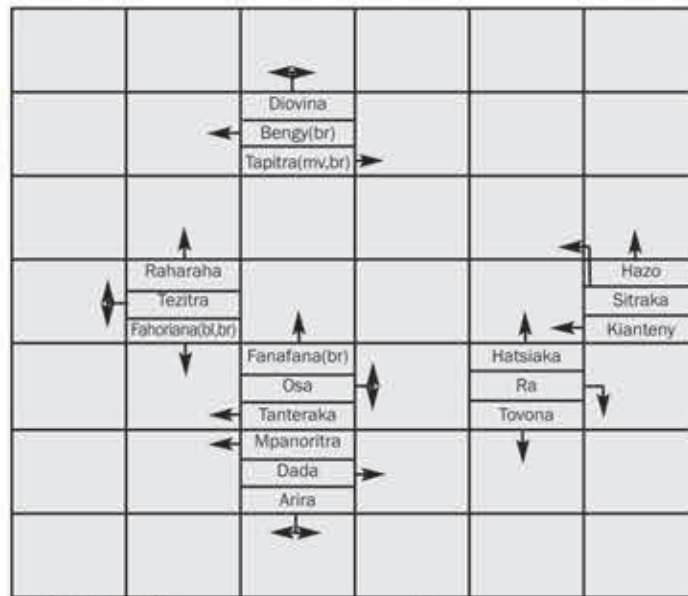 Diovina
Bengy(br)
Tapitra(mv,br)
Raharaha
Tezitra
Fahoriana(bl,br)
Hazo
Sitraka
Kianteny
Fanafana(br)
Osa
Tanteraka
Hatsiaka
Ra
Tovona
Mpanoritra
Dada
Arira